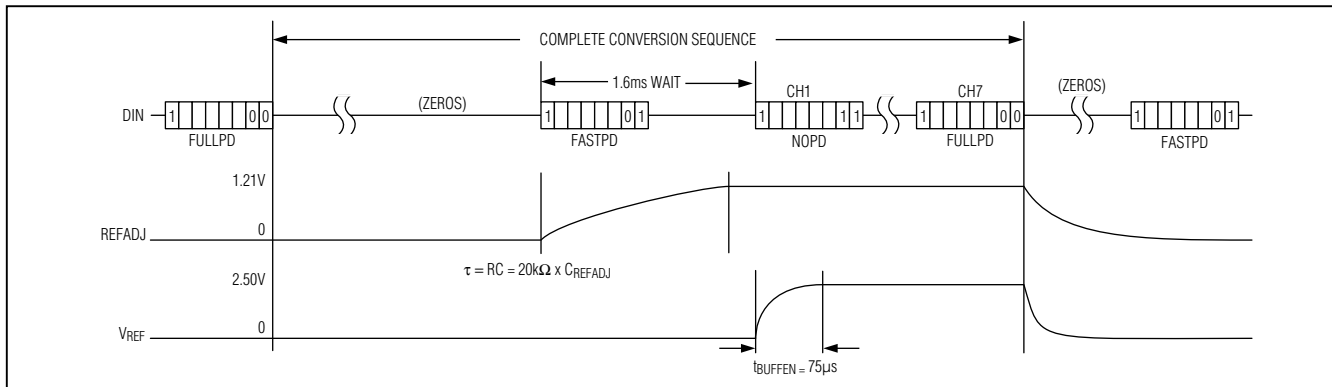 COMPLETE CONVERSION SEQUENCE
1.6ms WAIT
CH1 CH7 (ZEROS)
DIN 1 0 0 (ZEROS) 1 0 1 1 1 1 1 0 0 1 0 1
FULLPD FASTPD NOPD FULLPD FASTPD
1.21V
0
REFADJ
τ = RC = 20kΩ x CREFADJ
2.50V
0
VREF
tBUFFEN = 75µs